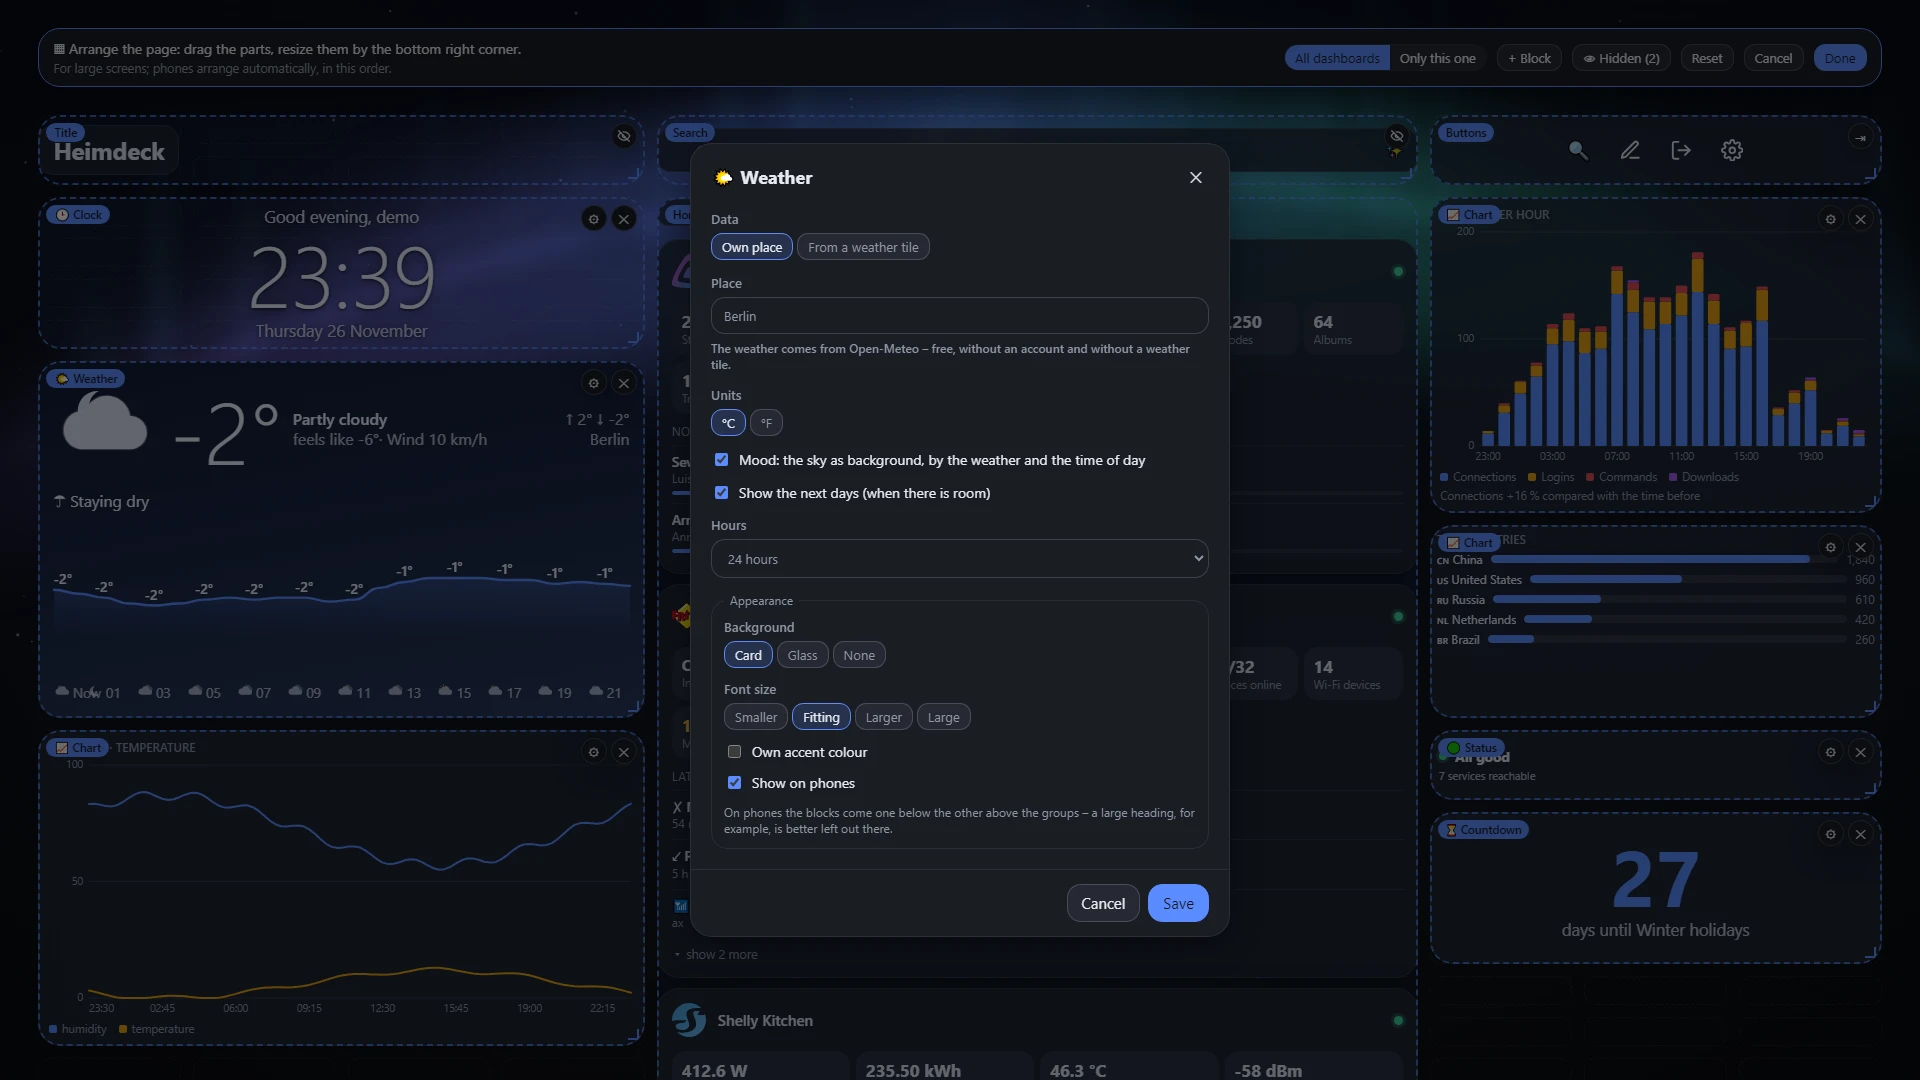 Arrange the page: drag the parts, resize them by the bottom right corner.
For large screens; phones arrange automatically, in this order.
All dashboards
Only this one
+ Block
Hidden (2)
Reset
Cancel
Done
Title
Heimdeck
Search
Buttons
Clock
Good evening, demo
23:39
Thursday 26 November
Weather
-2°
Partly cloudy
feels like -6°· Wind 10 km/h
↑ 2° ↓ -2°
Berlin
☂ Staying dry
-2° -2° -2° -2° -2° -2° -2° -1° -1° -1° -1° -1°
Now 01 03 05 07 09 11 13 15 17 19 21
Chart
· TEMPERATURE
100
50
0
23:30 02:45 06:00 09:15 12:30 15:45 19:00 22:15
humidity temperature
Weather
Data
Own place
From a weather tile
Place
Berlin
The weather comes from Open-Meteo – free, without an account and without a weather
tile.
Units
°C
°F
Mood: the sky as background, by the weather and the time of day
Show the next days (when there is room)
Hours
24 hours
Appearance
Background
Card
Glass
None
Font size
Smaller
Fitting
Larger
Large
Own accent colour
Show on phones
On phones the blocks come one below the other above the groups – a large heading, for
example, is better left out there.
Cancel
Save
,250
64
Albums
/32
14
Wi-Fi devices
show 2 more
Shelly Kitchen
412.6 W
235.50 kWh
46.3 °C
-58 dBm
Chart
ER HOUR
200
100
0
23:00 03:00 07:00 11:00 15:00 19:00
Connections Logins Commands Downloads
Connections +16 % compared with the time before
Chart
TRIES
CN China 1,840
US United States 960
RU Russia 610
NL Netherlands 420
BR Brazil 260
Status
All good
7 services reachable
Countdown
27
days until Winter holidays